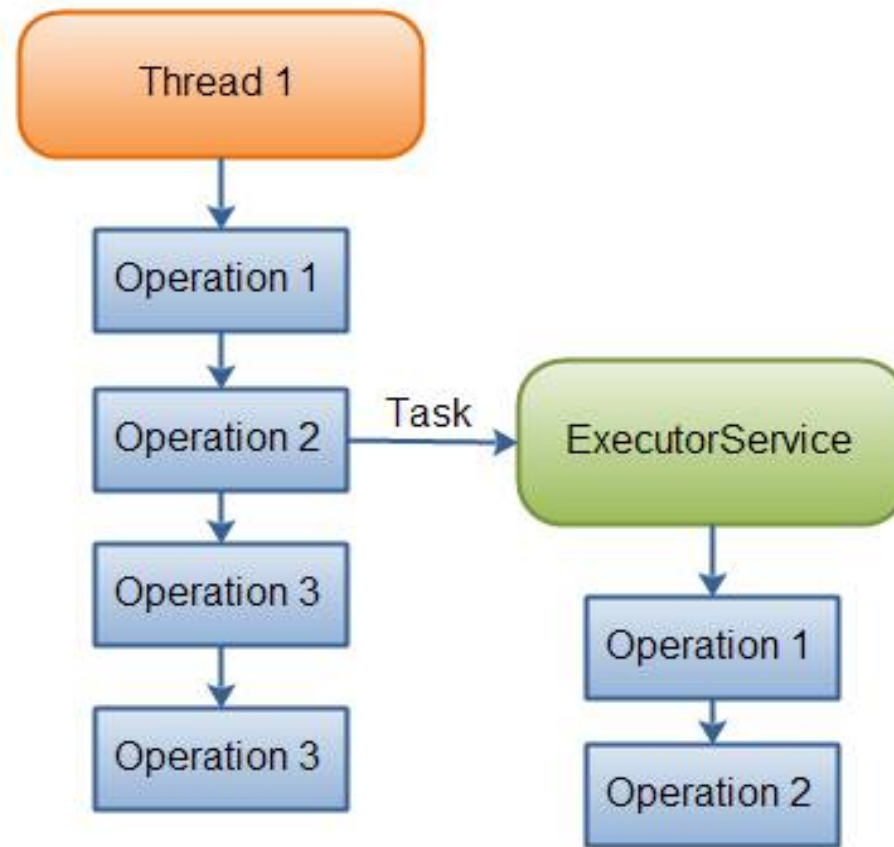 Thread 1
Operation 1
Operation 2
Task
ExecutorService
Operation 3
Operation 1
Operation 3
Operation 2